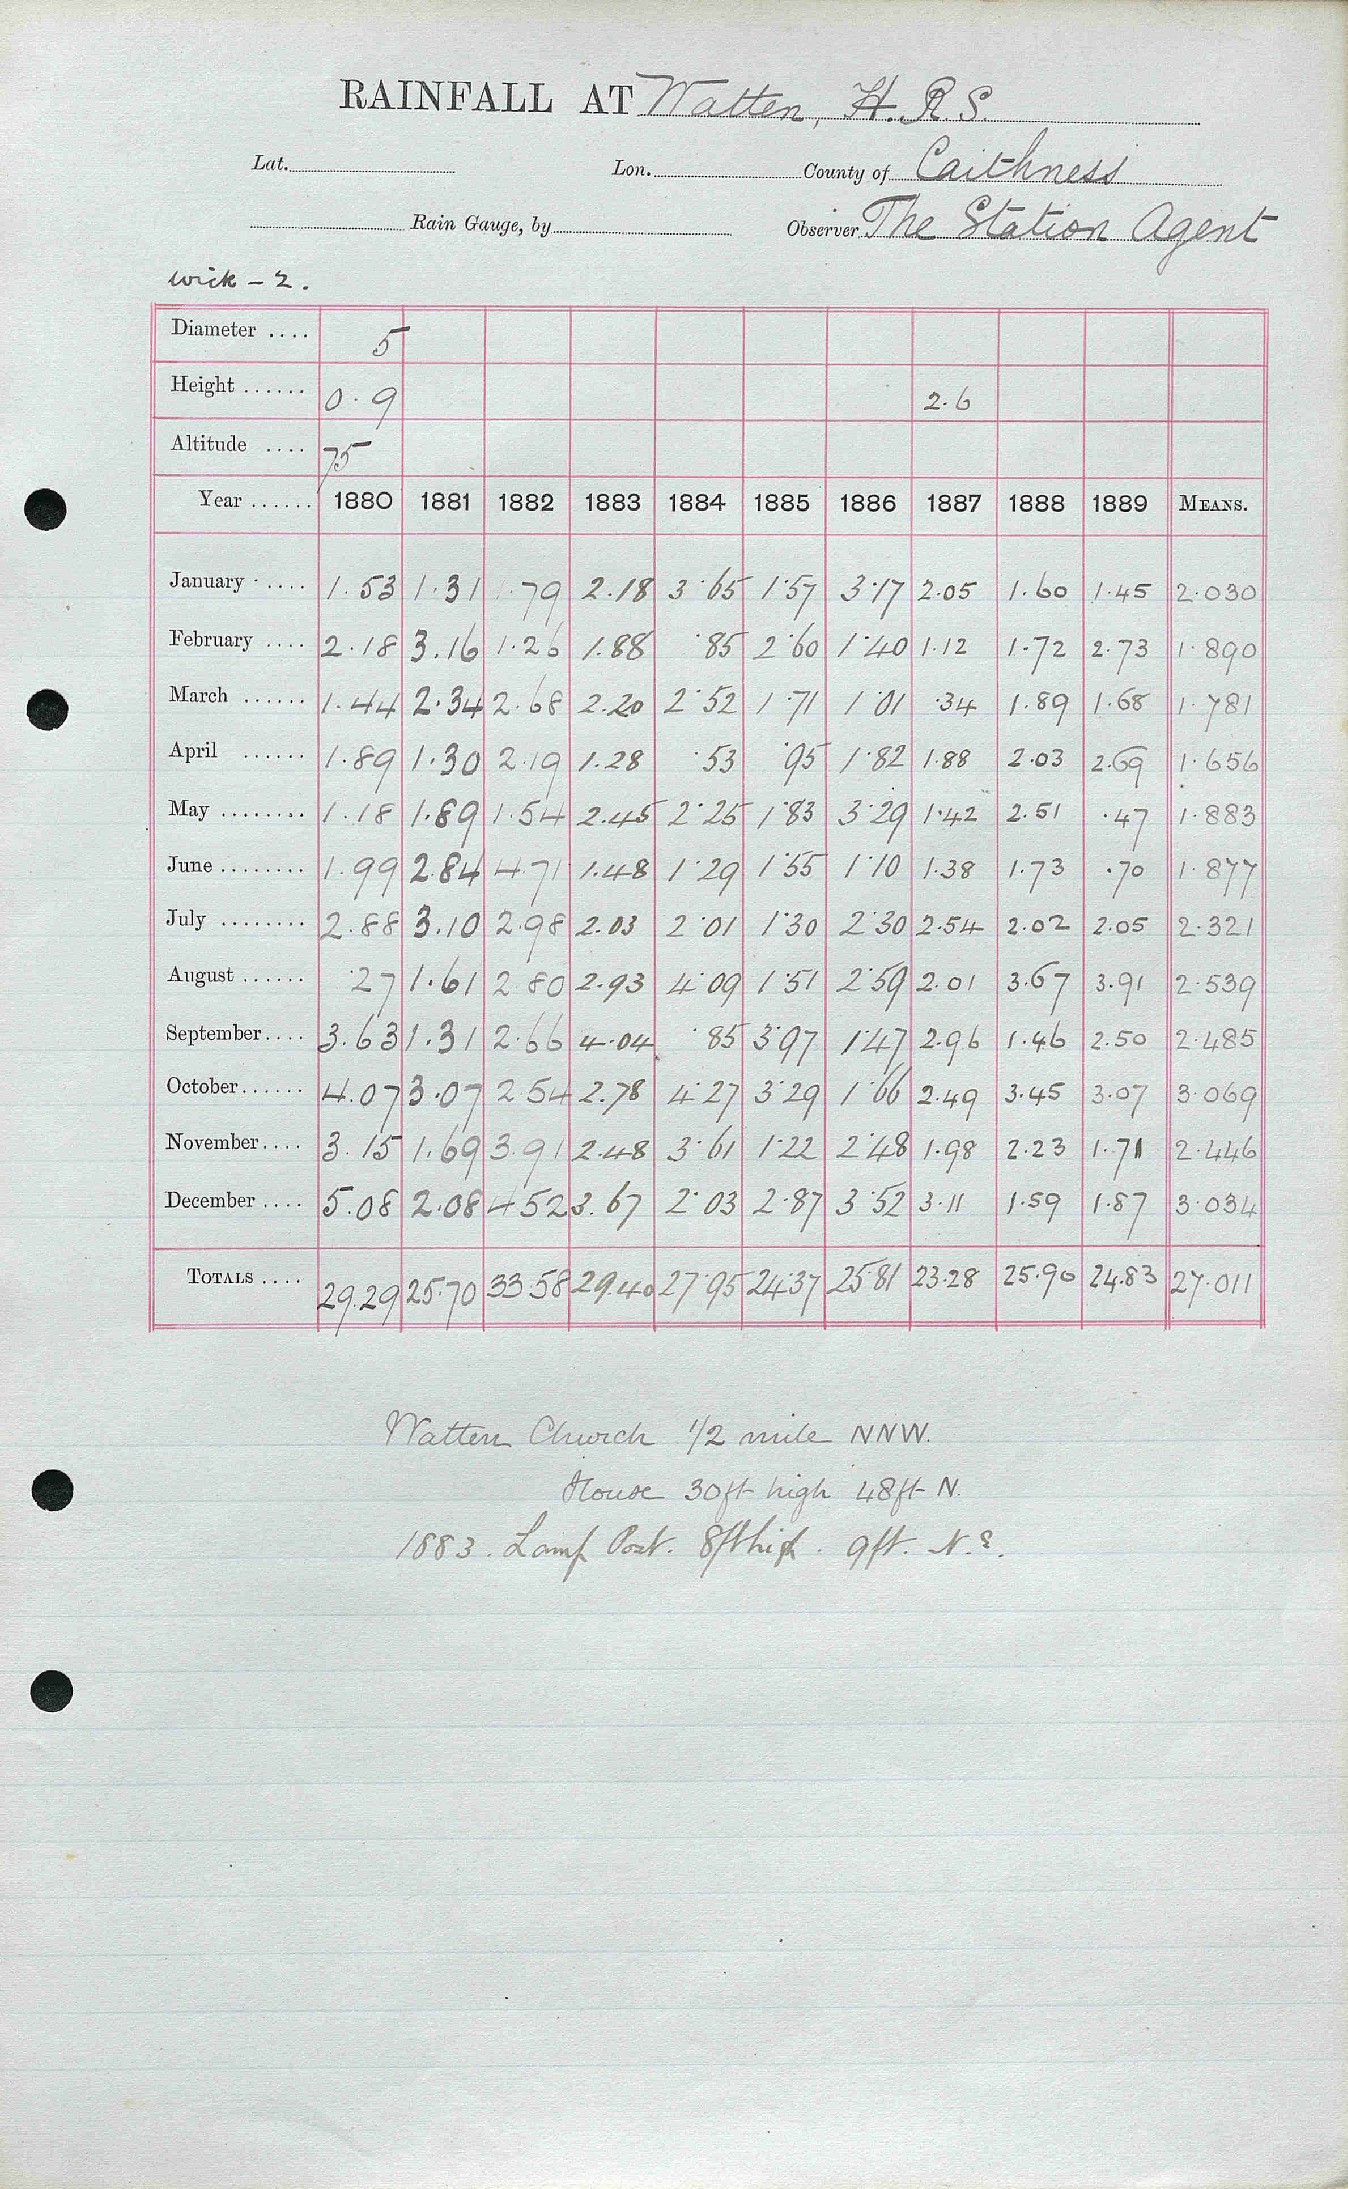 RAINFALL AT Watten, H.R.S.
Lat. Lon. County of Caithness
Rain Gauge, by Observer The Station Agent
Wick - 2.
Diameter .... 5
Height ...... 0.9 2.6
Altitude .... 75
Year ...... 1880 1881 1882 1883 1884 1885 1886 1887 1888 1889 MEANS.
January .... 1.53 1.31 1.79 2.18 3.65 1.57 3.17 2.05 1.60 1.45 2.030
February .... 2.18 3.16 1.26 1.88 .85 2.60 1.40 1.12 1.72 2.73 1.890
March ...... 1.44 2.34 2.68 2.20 2.52 1.71 1.01 .34 1.89 1.68 1.781
April ...... 1.89 1.30 2.19 1.28 .53 .95 1.82 1.88 2.03 2.69 1.656
May ........ 1.18 1.89 1.54 2.45 2.25 1.83 3.29 1.42 2.51 .47 1.883
June ........ 1.99 2.84 4.71 1.48 1.29 1.55 1.10 1.38 1.73 .70 1.877
July ........ 2.88 3.10 2.98 2.03 2.01 1.30 2.30 2.54 2.02 2.05 2.321
August ...... .27 1.61 2.80 2.93 4.09 1.51 2.59 2.01 3.67 3.91 2.539
September .... 3.63 1.31 2.66 4.04 .85 3.97 1.47 2.96 1.46 2.50 2.485
October ...... 4.07 3.07 2.54 2.78 4.27 3.29 1.66 2.49 3.45 3.07 3.069
November .... 3.15 1.69 3.91 2.48 3.61 1.22 2.48 1.98 2.23 1.71 2.446
December .... 5.08 2.08 4.52 3.67 2.03 2.87 3.52 3.11 1.59 1.87 3.034
TOTALS .... 29.29 25.70 33.58 29.40 27.95 24.37 25.81 23.28 25.90 24.83 27.011
Watten Church 1/2 mile NNW.
House 30ft high 48ft N.
1883. Lamp Post. 8ft high. 9ft. N.E.